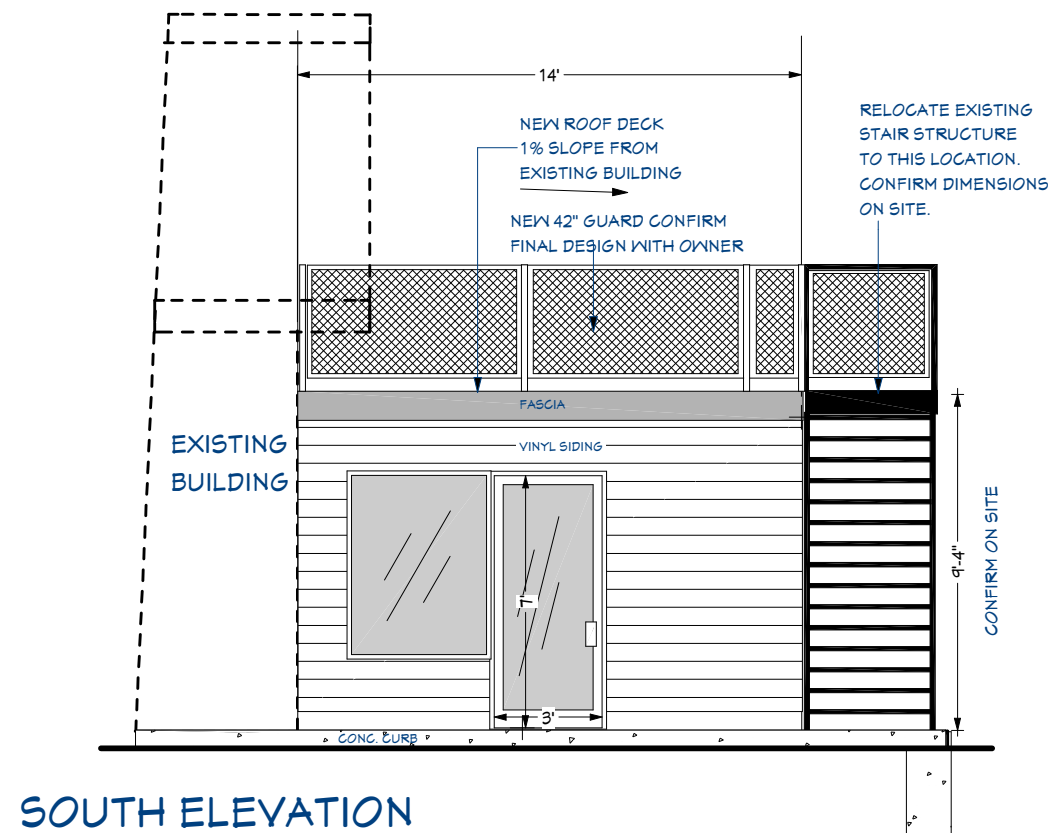 14'
NEW ROOF DECK
1% SLOPE FROM
EXISTING BUILDING
NEW 42" GUARD CONFIRM
FINAL DESIGN WITH OWNER
RELOCATE EXISTING
STAIR STRUCTURE
TO THIS LOCATION.
CONFIRM DIMENSIONS
ON SITE.
FASCIA
VINYL SIDING
EXISTING
BUILDING
7'
3'
9'-4"
CONFIRM ON SITE
CONC. CURB
SOUTH ELEVATION